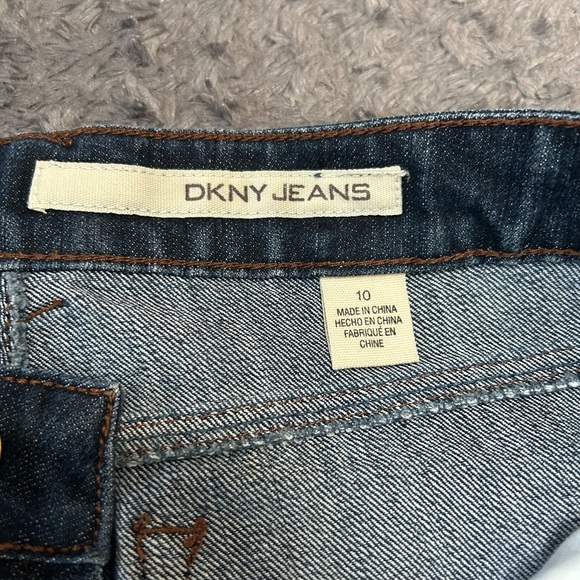 DKNY JEANS
10
MADE IN CHINA
HECHO EN CHINA
FABRIQUÉ EN
CHINE